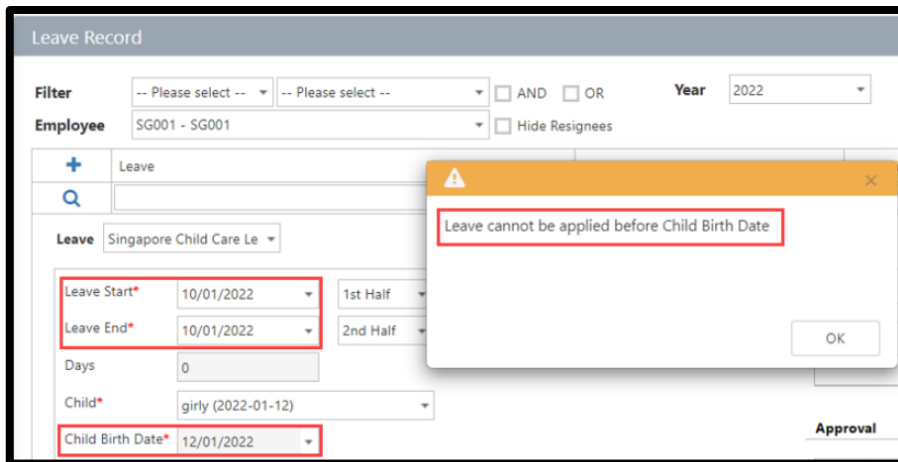 Leave Record
Filter -- Please select -- -- Please select -- AND OR Year 2022
Employee SG001 - SG001 Hide Resignees
Leave
Leave cannot be applied before Child Birth Date
Leave Singapore Child Care Le
Leave Start* 10/01/2022 1st Half
Leave End* 10/01/2022 2nd Half
OK
Days 0
Child* girly (2022-01-12)
Approval
Child Birth Date* 12/01/2022